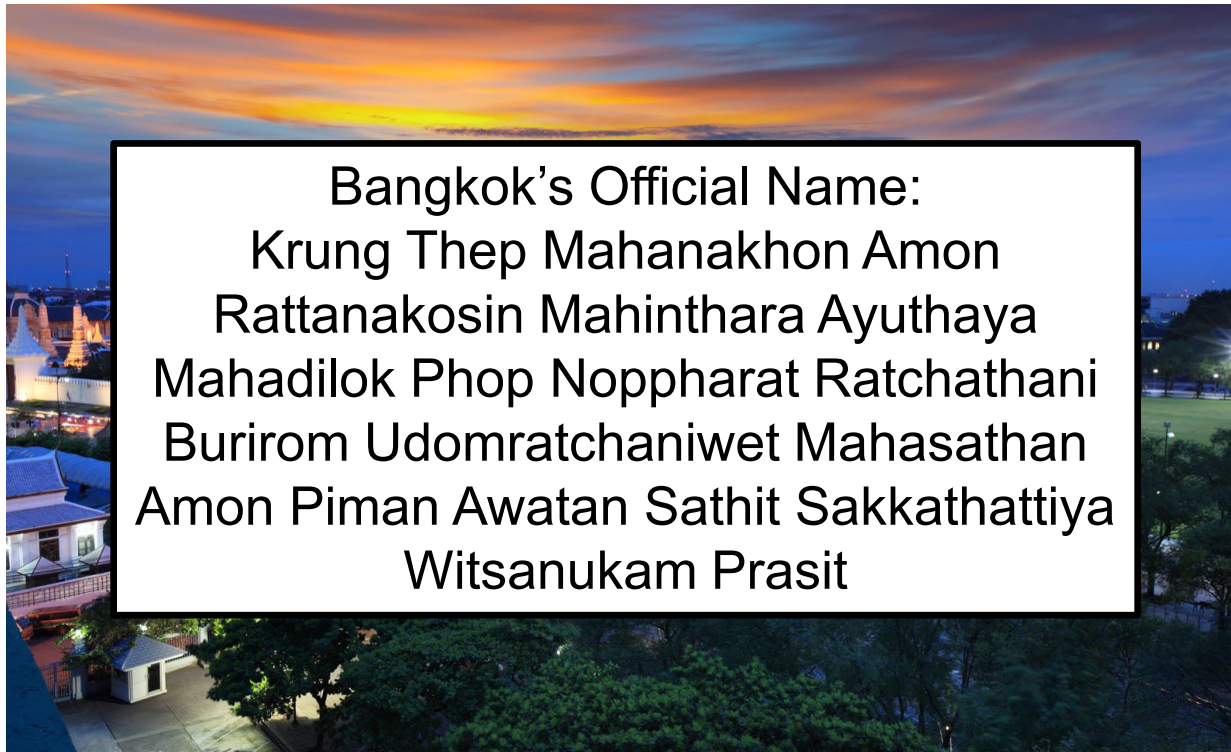 Bangkok’s Official Name:
Krung Thep Mahanakhon Amon
Rattanakosin Mahinthara Ayuthaya
Mahadilok Phop Noppharat Ratchathani
Burirom Udomratchaniwet Mahasathan
Amon Piman Awatan Sathit Sakkathattiya
Witsanukam Prasit